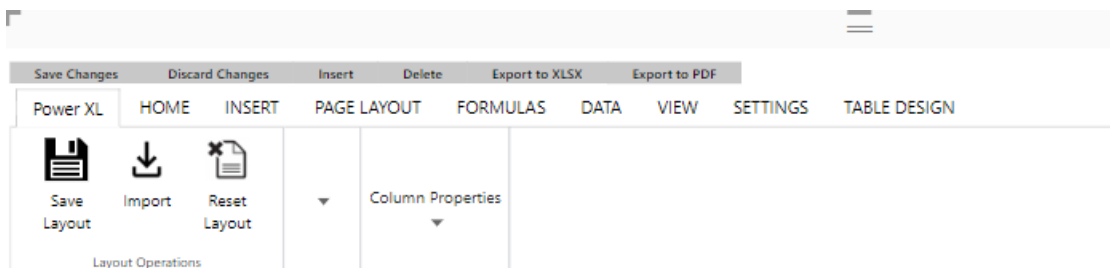 Save Changes Discard Changes Insert Delete Export to XLSX Export to PDF
Power XL HOME INSERT PAGE LAYOUT FORMULAS DATA VIEW SETTINGS TABLE DESIGN
Save Layout Import Reset Layout Column Properties
Layout Operations